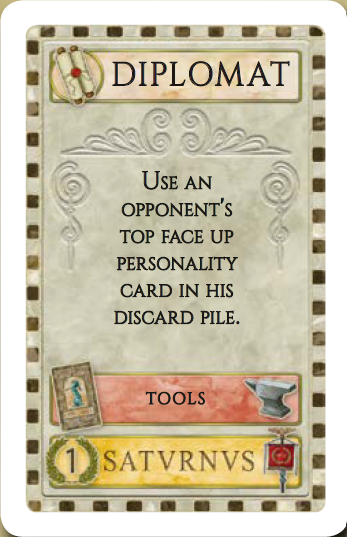 DIPLOMAT
USE AN
OPPONENT'S
TOP FACE UP
PERSONALITY
CARD IN HIS
DISCARD PILE.
TOOLS
1 SATVRNVS